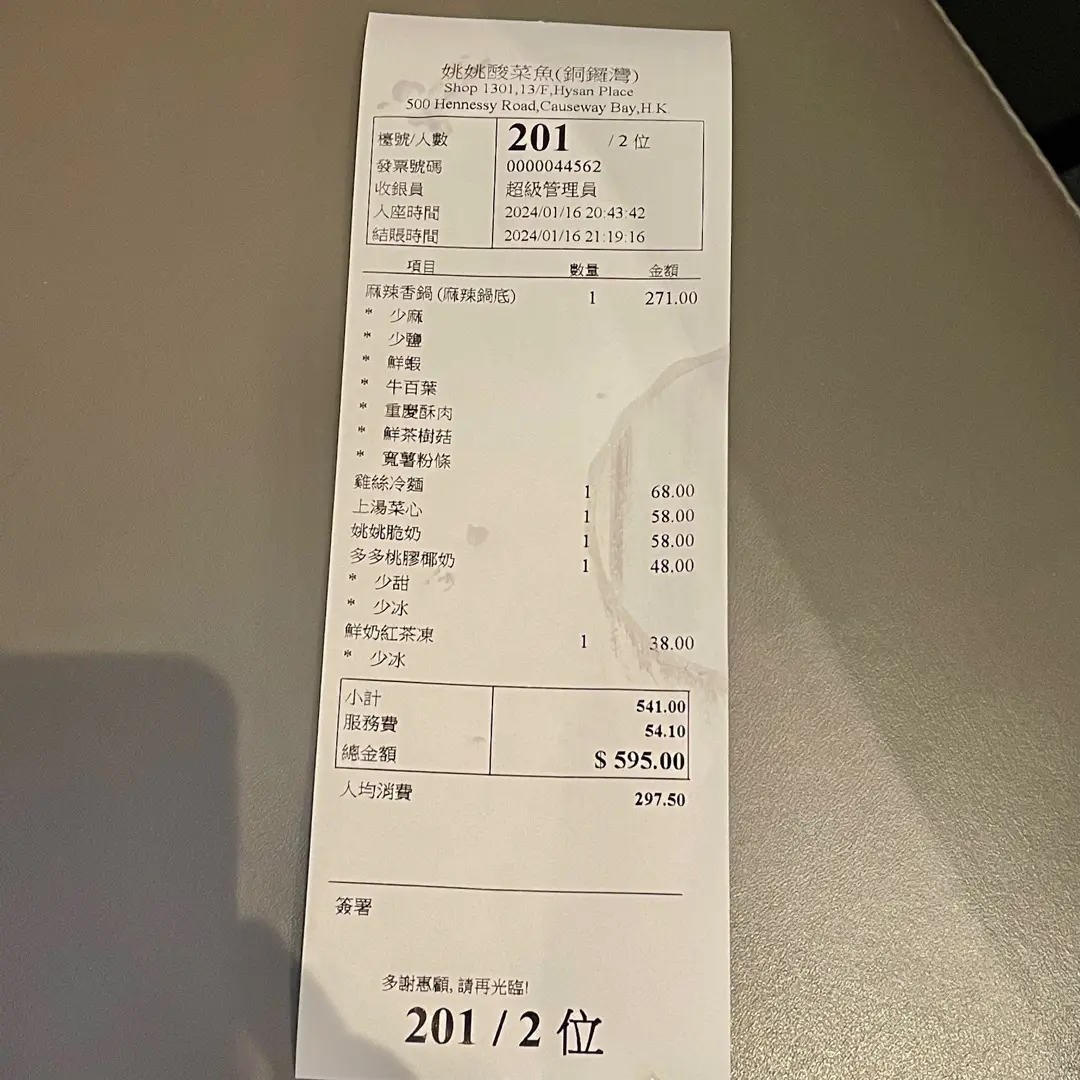 姚姚酸菜魚(銅鑼灣)
Shop 1301,13/F,Hysan Place
500 Hennessy Road,Causeway Bay,H.K.
檯號/人數 201 / 2 位
發票號碼 0000044562
收銀員 超級管理員
入座時間 2024/01/16 20:43:42
結賬時間 2024/01/16 21:19:16
項目 數量 金額
麻辣香鍋 (麻辣鍋底) 1 271.00
* 少麻
* 少鹽
* 鮮蝦
* 牛百葉
* 重慶酥肉
* 鮮茶樹菇
* 寬薯粉條
雞絲冷麵 1 68.00
上湯菜心 1 58.00
姚姚脆奶 1 58.00
多多桃膠椰奶 1 48.00
* 少甜
* 少冰
鮮奶紅茶凍 1 38.00
* 少冰
小計 541.00
服務費 54.10
總金額 $ 595.00
人均消費 297.50
簽署
多謝惠顧, 請再光臨!
201 / 2 位